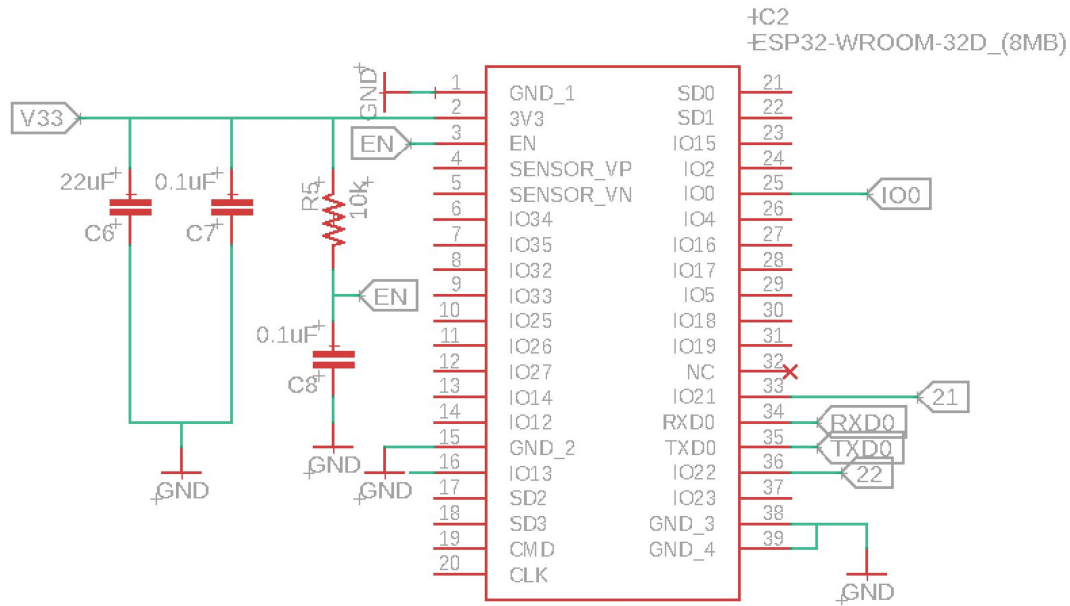 IC2
ESP32-WROOM-32D_(8MB)
GND
1 GND_1 SD0 21
V33 2 3V3 SD1 22
EN 3 EN IO15 23
4 SENSOR_VP IO2 24
22uF 0.1uF R5 10k 5 SENSOR_VN IO0 25 IO0
6 IO34 IO4 26
C6 C7 7 IO35 IO16 27
8 IO32 IO17 28
EN 9 IO33 IO5 29
10 IO25 IO18 30
0.1uF 11 IO26 IO19 31
C8 12 IO27 NC 32
13 IO14 IO21 33 21
14 IO12 RXD0 34 RXD0
15 GND_2 TXD0 35 TXD0
GND GND 16 IO13 IO22 36 22
GND 17 SD2 IO23 37
18 SD3 GND_3 38
19 CMD GND_4 39
20 CLK
GND